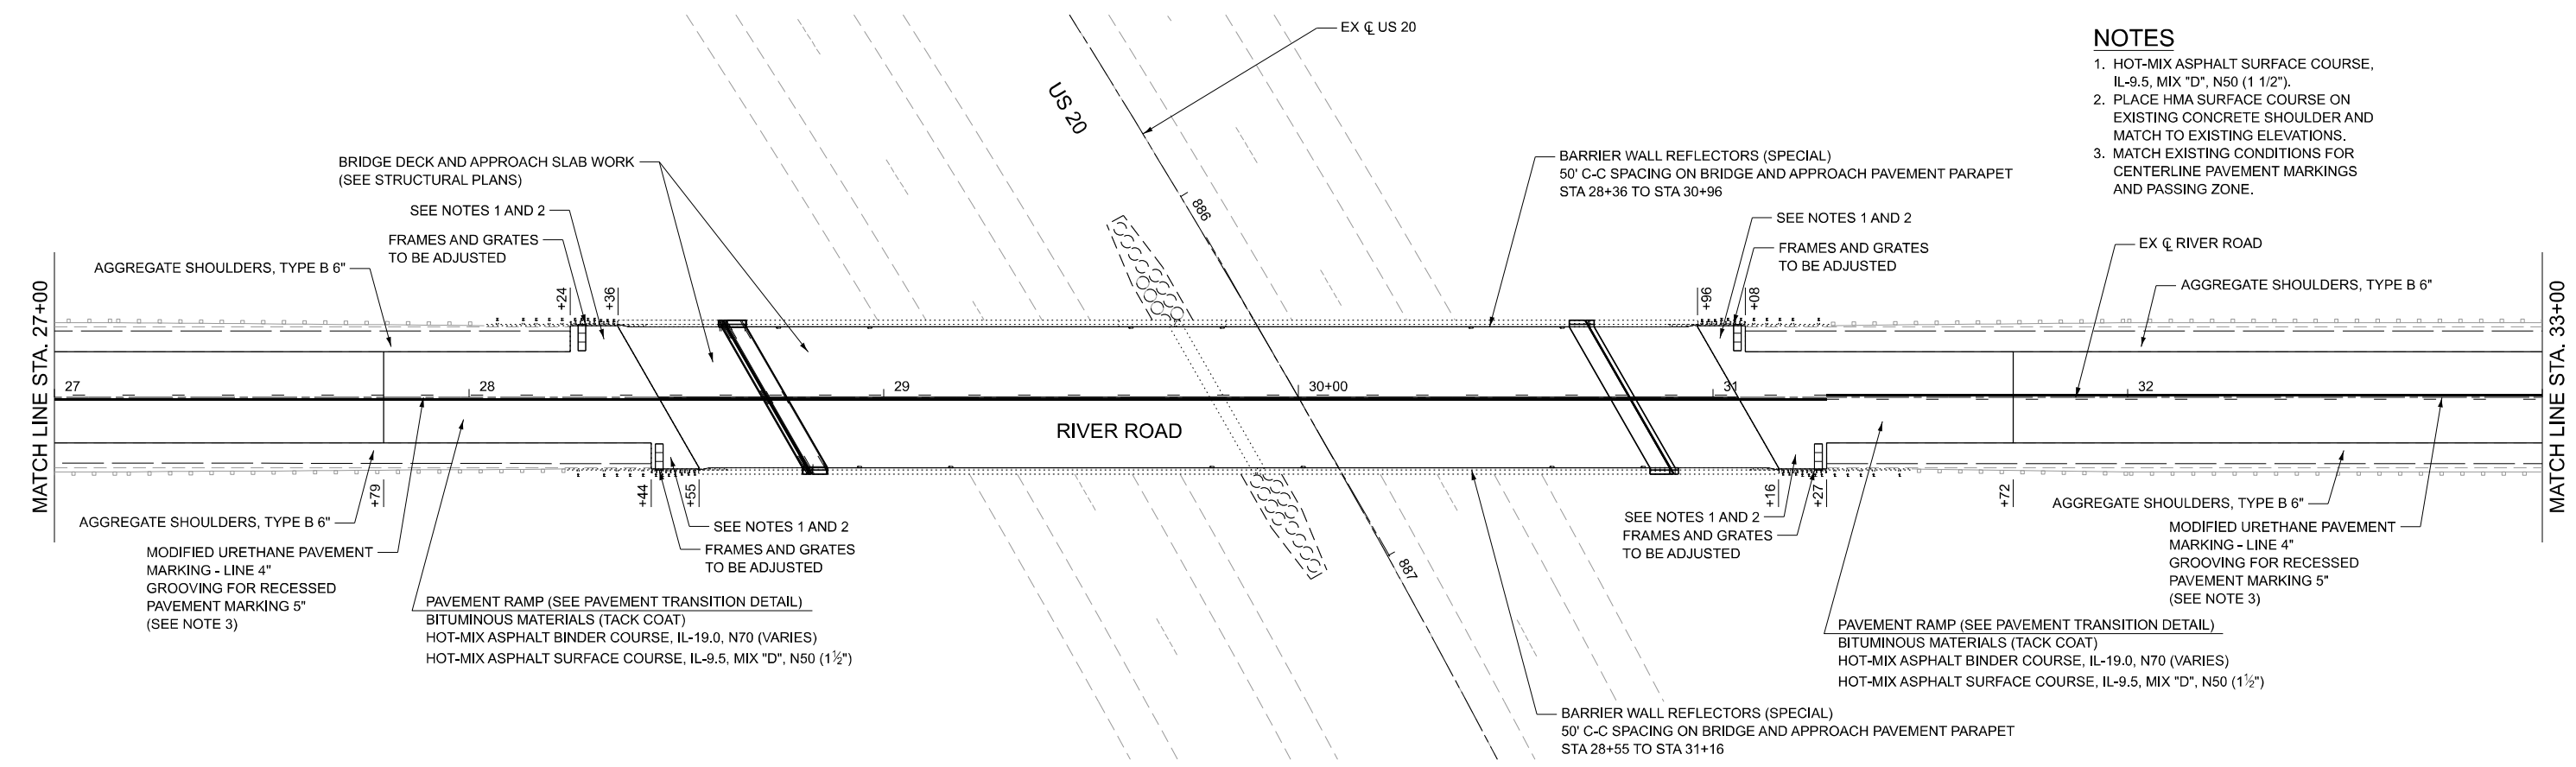 EX ℄ US 20
US 20
NOTES
1. HOT-MIX ASPHALT SURFACE COURSE,
IL-9.5, MIX "D", N50 (1 1/2").
2. PLACE HMA SURFACE COURSE ON
EXISTING CONCRETE SHOULDER AND
MATCH TO EXISTING ELEVATIONS.
3. MATCH EXISTING CONDITIONS FOR
CENTERLINE PAVEMENT MARKINGS
AND PASSING ZONE.
BRIDGE DECK AND APPROACH SLAB WORK
(SEE STRUCTURAL PLANS)
SEE NOTES 1 AND 2
FRAMES AND GRATES
TO BE ADJUSTED
AGGREGATE SHOULDERS, TYPE B 6"
886
BARRIER WALL REFLECTORS (SPECIAL)
50' C-C SPACING ON BRIDGE AND APPROACH PAVEMENT PARAPET
STA 28+36 TO STA 30+96
SEE NOTES 1 AND 2
FRAMES AND GRATES
TO BE ADJUSTED
EX ℄ RIVER ROAD
AGGREGATE SHOULDERS, TYPE B 6"
MATCH LINE STA. 27+00
+24
+36
+96
+08
MATCH LINE STA. 33+00
27
28
29
30+00
31
32
RIVER ROAD
+79
+44
+55
+16
+27
+72
AGGREGATE SHOULDERS, TYPE B 6"
MODIFIED URETHANE PAVEMENT
MARKING - LINE 4"
GROOVING FOR RECESSED
PAVEMENT MARKING 5"
(SEE NOTE 3)
SEE NOTES 1 AND 2
FRAMES AND GRATES
TO BE ADJUSTED
PAVEMENT RAMP (SEE PAVEMENT TRANSITION DETAIL)
BITUMINOUS MATERIALS (TACK COAT)
HOT-MIX ASPHALT BINDER COURSE, IL-19.0, N70 (VARIES)
HOT-MIX ASPHALT SURFACE COURSE, IL-9.5, MIX "D", N50 (1½")
887
SEE NOTES 1 AND 2
FRAMES AND GRATES
TO BE ADJUSTED
AGGREGATE SHOULDERS, TYPE B 6"
MODIFIED URETHANE PAVEMENT
MARKING - LINE 4"
GROOVING FOR RECESSED
PAVEMENT MARKING 5"
(SEE NOTE 3)
PAVEMENT RAMP (SEE PAVEMENT TRANSITION DETAIL)
BITUMINOUS MATERIALS (TACK COAT)
HOT-MIX ASPHALT BINDER COURSE, IL-19.0, N70 (VARIES)
HOT-MIX ASPHALT SURFACE COURSE, IL-9.5, MIX "D", N50 (1½")
BARRIER WALL REFLECTORS (SPECIAL)
50' C-C SPACING ON BRIDGE AND APPROACH PAVEMENT PARAPET
STA 28+55 TO STA 31+16